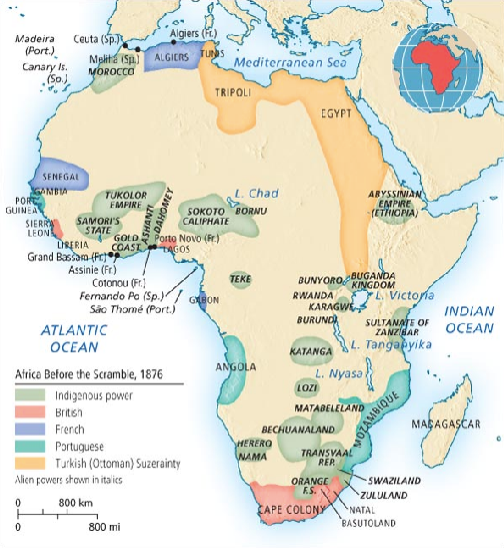 Madeira
(Port.)
Ceuta (Sp.)
Algiers (Fr.)
Canary Is.
(Sp.)
Melilla (Sp.)
MOROCCO
ALGIERS
TUNIS
Mediterranean Sea
TRIPOLI
EGYPT
SENEGAL
GAMBIA
PORT.
GUINEA
SIERRA
LEONE
LIBERIA
TUKOLOR
EMPIRE
SAMORI'S
STATE
GOLD
COAST
ASHANTI
DAHOMEY
SOKOTO
CALIPHATE
BORNU
L. Chad
ABYSSINIAN
EMPIRE
(ETHIOPIA)
Porto Novo (Fr.)
LAGOS
Grand Bassam (Fr.)
Assinie (Fr.)
Cotonou (Fr.)
Fernando Po (Sp.)
São Thomé (Port.)
GABON
TEKE
BUNYORO
BUGANDA
KINGDOM
RWANDA
KARAGWE
BURUNDI
L. Victoria
SULTANATE OF
ZANZIBAR
INDIAN
OCEAN
ATLANTIC
OCEAN
L. Tanganyika
KATANGA
ANGOLA
L. Nyasa
LOZI
MATABELELAND
MOZAMBIQUE
MADAGASCAR
BECHUANALAND
HERERO
NAMA
TRANSVAAL
REP.
ORANGE
F.S.
SWAZILAND
ZULULAND
CAPE COLONY
NATAL
BASUTOLAND
Africa Before the Scramble, 1876
Indigenous power
British
French
Portuguese
Turkish (Ottoman) Suzerainty
Alien powers shown in italics
0 800 km
0 800 mi